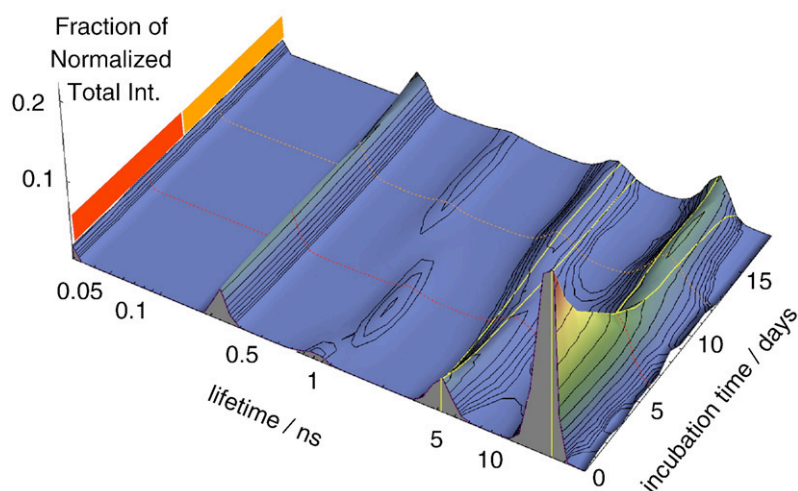 Fraction of
Normalized
Total Int.
0.2
0.1
0.05
0.1
0.5
1
5
10
lifetime / ns
0
5
10
15
incubation time / days